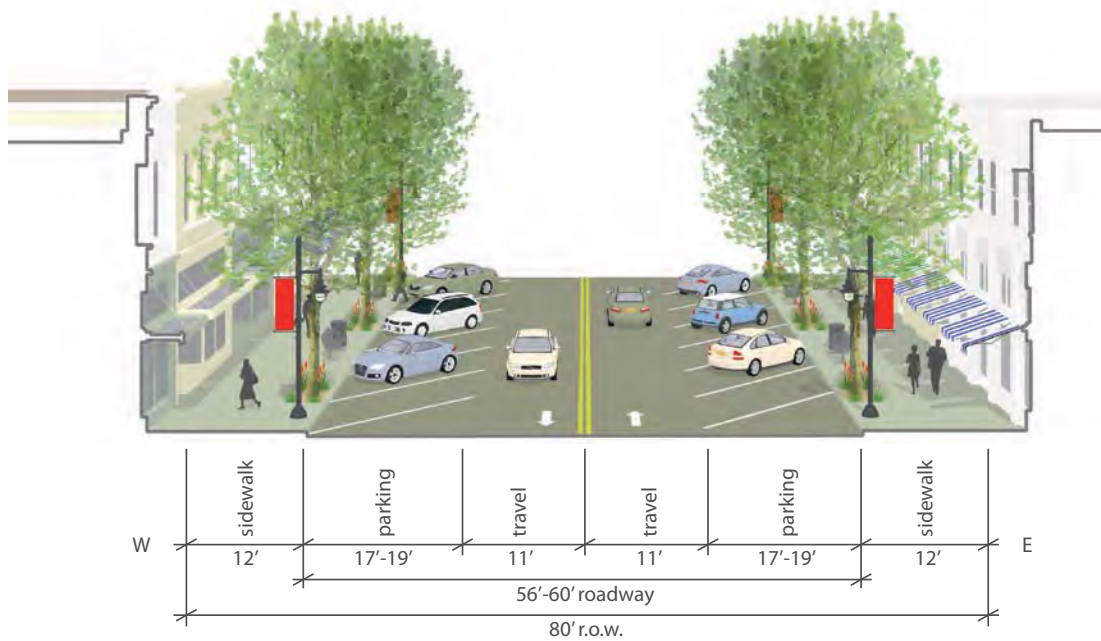 sidewalk
parking
travel
travel
parking
sidewalk
W
12’
17’-19’
11’
11’
17’-19’
12’
E
56’-60’ roadway
80’ r.o.w.